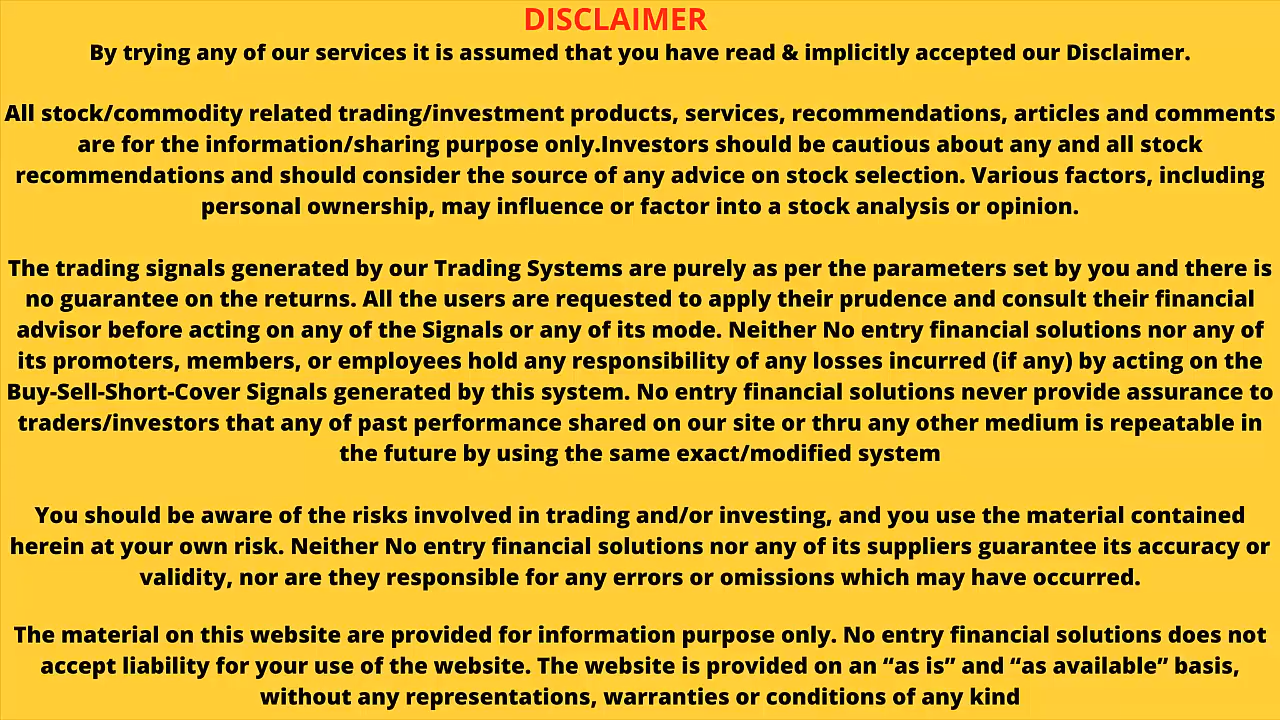 DISCLAIMER
By trying any of our services it is assumed that you have read & implicitly accepted our Disclaimer.
All stock/commodity related trading/investment products, services, recommendations, articles and comments
are for the information/sharing purpose only.Investors should be cautious about any and all stock
recommendations and should consider the source of any advice on stock selection. Various factors, including
personal ownership, may influence or factor into a stock analysis or opinion.
The trading signals generated by our Trading Systems are purely as per the parameters set by you and there is
no guarantee on the returns. All the users are requested to apply their prudence and consult their financial
advisor before acting on any of the Signals or any of its mode. Neither No entry financial solutions nor any of
its promoters, members, or employees hold any responsibility of any losses incurred (if any) by acting on the
Buy-Sell-Short-Cover Signals generated by this system. No entry financial solutions never provide assurance to
traders/investors that any of past performance shared on our site or thru any other medium is repeatable in
the future by using the same exact/modified system
You should be aware of the risks involved in trading and/or investing, and you use the material contained
herein at your own risk. Neither No entry financial solutions nor any of its suppliers guarantee its accuracy or
validity, nor are they responsible for any errors or omissions which may have occurred.
The material on this website are provided for information purpose only. No entry financial solutions does not
accept liability for your use of the website. The website is provided on an “as is” and “as available” basis,
without any representations, warranties or conditions of any kind